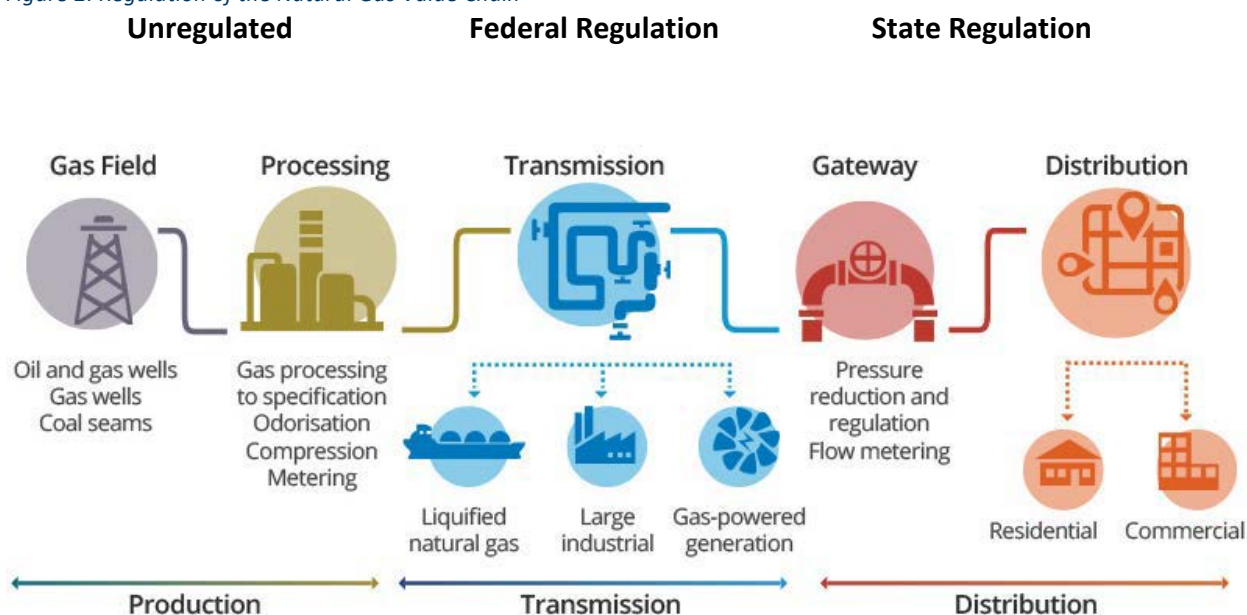 Unregulated
Federal Regulation
State Regulation
Gas Field
Processing
Transmission
Gateway
Distribution
Oil and gas wells
Gas wells
Coal seams
Gas processing
to specification
Odorisation
Compression
Metering
Liquified
natural gas
Large
industrial
Gas-powered
generation
Pressure
reduction and
regulation
Flow metering
Residential
Commercial
Production
Transmission
Distribution